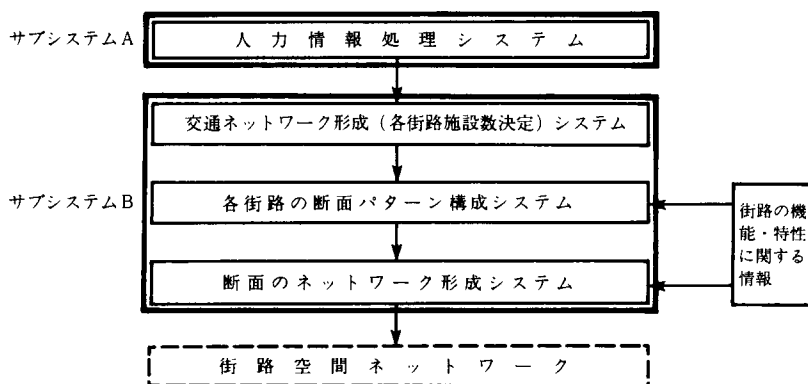 サブシステムA
人力情報処理システム
交通ネットワーク形成（各街路施設数決定）システム
サブシステムB
各街路の断面パターン構成システム
断面のネットワーク形成システム
街路の機
能・特性
に関する
情報
街路空間ネットワーク